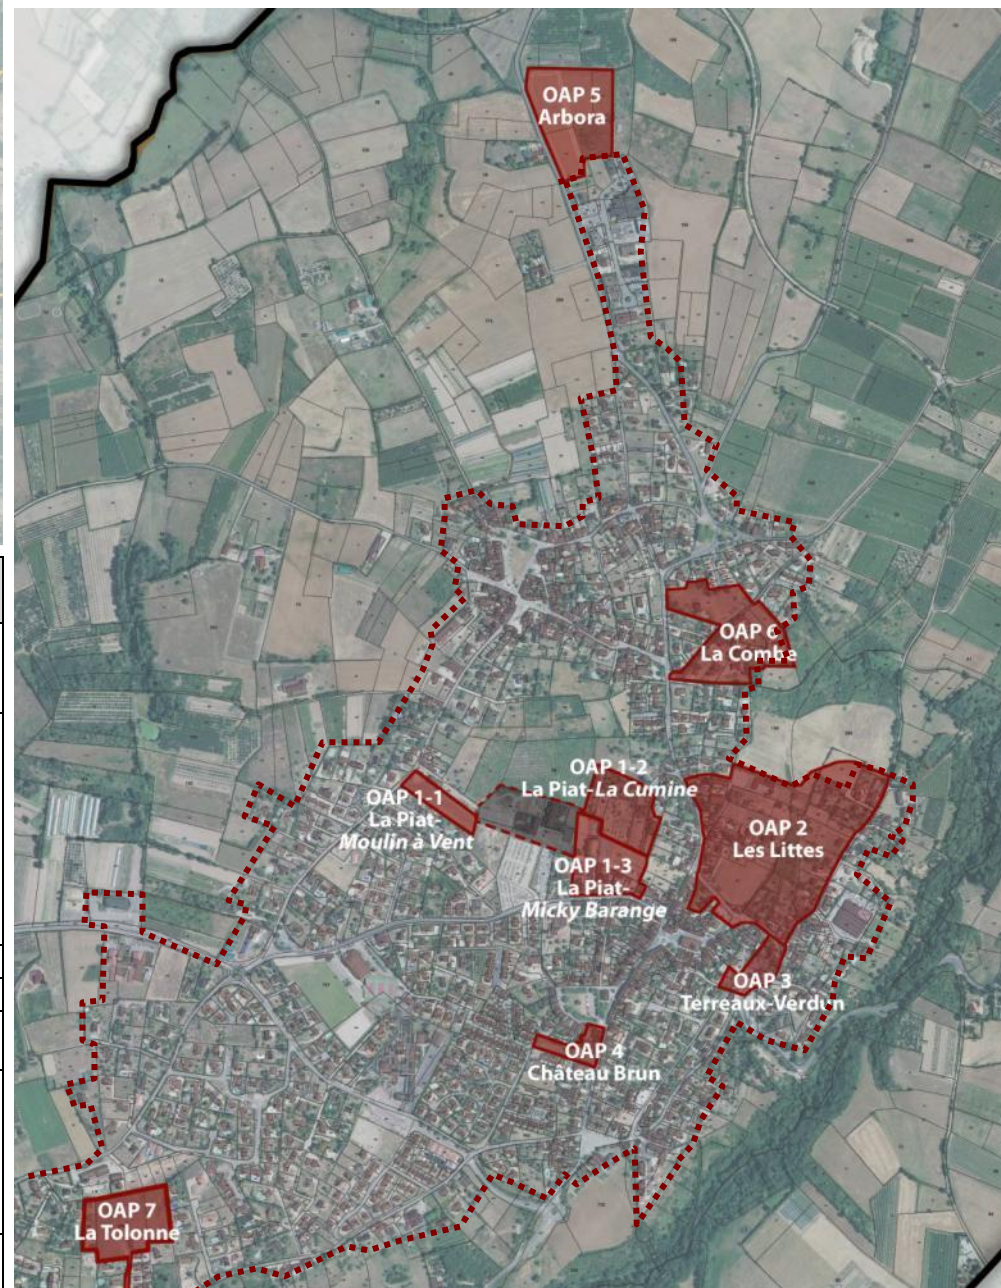 OAP 5
Arbora
OAP 6
La Combe
OAP 1-2
La Piat-La Cumine
OAP 1-1
La Piat-
Moulin à Vent
OAP 2
Les Littes
OAP 1-3
La Piat-
Micky Barange
OAP 3
Terreaux-Verdun
OAP 4
Château Brun
OAP 7
La Tolonne